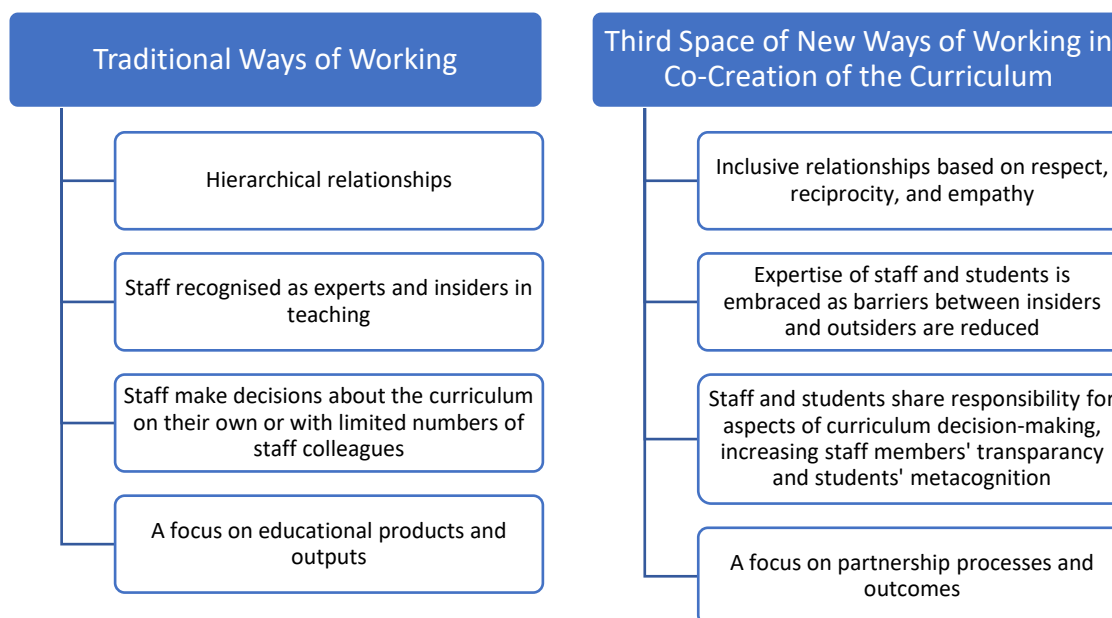 Traditional Ways of Working
Hierarchical relationships
Staff recognised as experts and insiders in
teaching
Staff make decisions about the curriculum
on their own or with limited numbers of
staff colleagues
A focus on educational products and
outputs
Third Space of New Ways of Working in
Co-Creation of the Curriculum
Inclusive relationships based on respect,
reciprocity, and empathy
Expertise of staff and students is
embraced as barriers between insiders
and outsiders are reduced
Staff and students share responsibility for
aspects of curriculum decision-making,
increasing staff members' transparancy
and students' metacognition
A focus on partnership processes and
outcomes